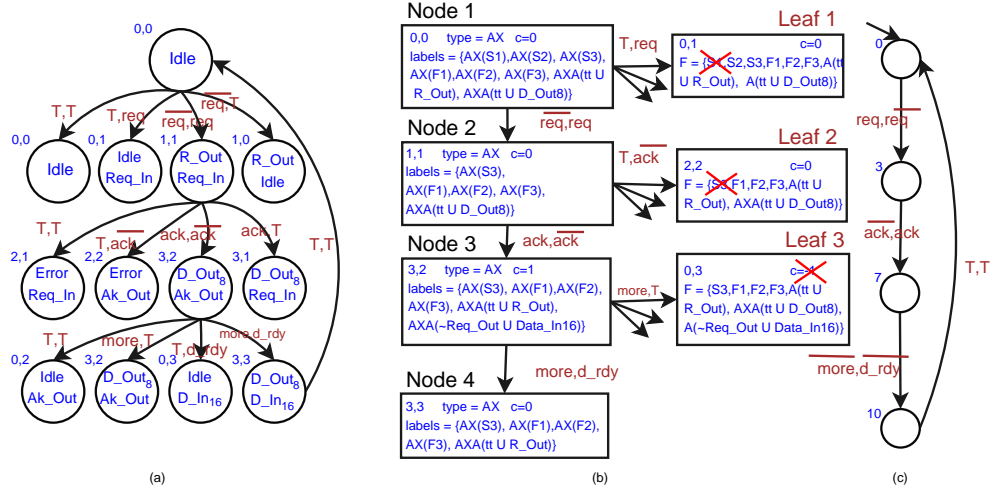 0,0
Idle
T,T
T,req
req,req
req,T
0,0
0,1
1,1
1,0
Idle
Idle
Req_In
R_Out
Req_In
R_Out
Idle
T,T
T,ack
ack,ack
ack,T
T,T
2,1
2,2
3,2
3,1
Error
Req_In
Error
Ak_Out
D_Out8
Ak_Out
D_Out8
Req_In
T,T
more,T
T,d_rdy
more,d_rdy
0,2
3,2
0,3
3,3
Idle
Ak_Out
D_Out8
Ak_Out
Idle
D_In16
D_Out8
D_In16
(a)
Node 1
0,0 type = AX c=0
labels = {AX(S1),AX(S2), AX(S3),
AX(F1),AX(F2), AX(F3), AXA(tt U
R_Out), AXA(tt U D_Out8)}
T,req
Leaf 1
0,1 c=0
F = {S1,S2,S3,F1,F2,F3,A(tt
U R_Out), A(tt U D_Out8)}
req,req
Node 2
1,1 type = AX c=0
labels = {AX(S3),
AX(F1),AX(F2), AX(F3),
AXA(tt U D_Out8)}
T,ack
Leaf 2
2,2 c=0
F = {S3,F1,F2,F3,A(tt U
R_Out), AXA(tt U D_Out8)}
ack,ack
Node 3
3,2 type = AX c=1
labels = {AX(S3), AX(F1),AX(F2),
AX(F3), AXA(tt U R_Out),
AXA(~Req_Out U Data_In16)}
more,T
Leaf 3
0,3 c=-1
F = {S3,F1,F2,F3,A(tt U
R_Out), AXA(tt U D_Out8),
A(~Req_Out U Data_In16)}
more,d_rdy
Node 4
3,3 type = AX c=0
labels = {AX(S3), AX(F1),AX(F2),
AX(F3), AXA(tt U R_Out)}
(b)
0
req,req
3
ack,ack
7
T,T
more,d_rdy
10
(c)